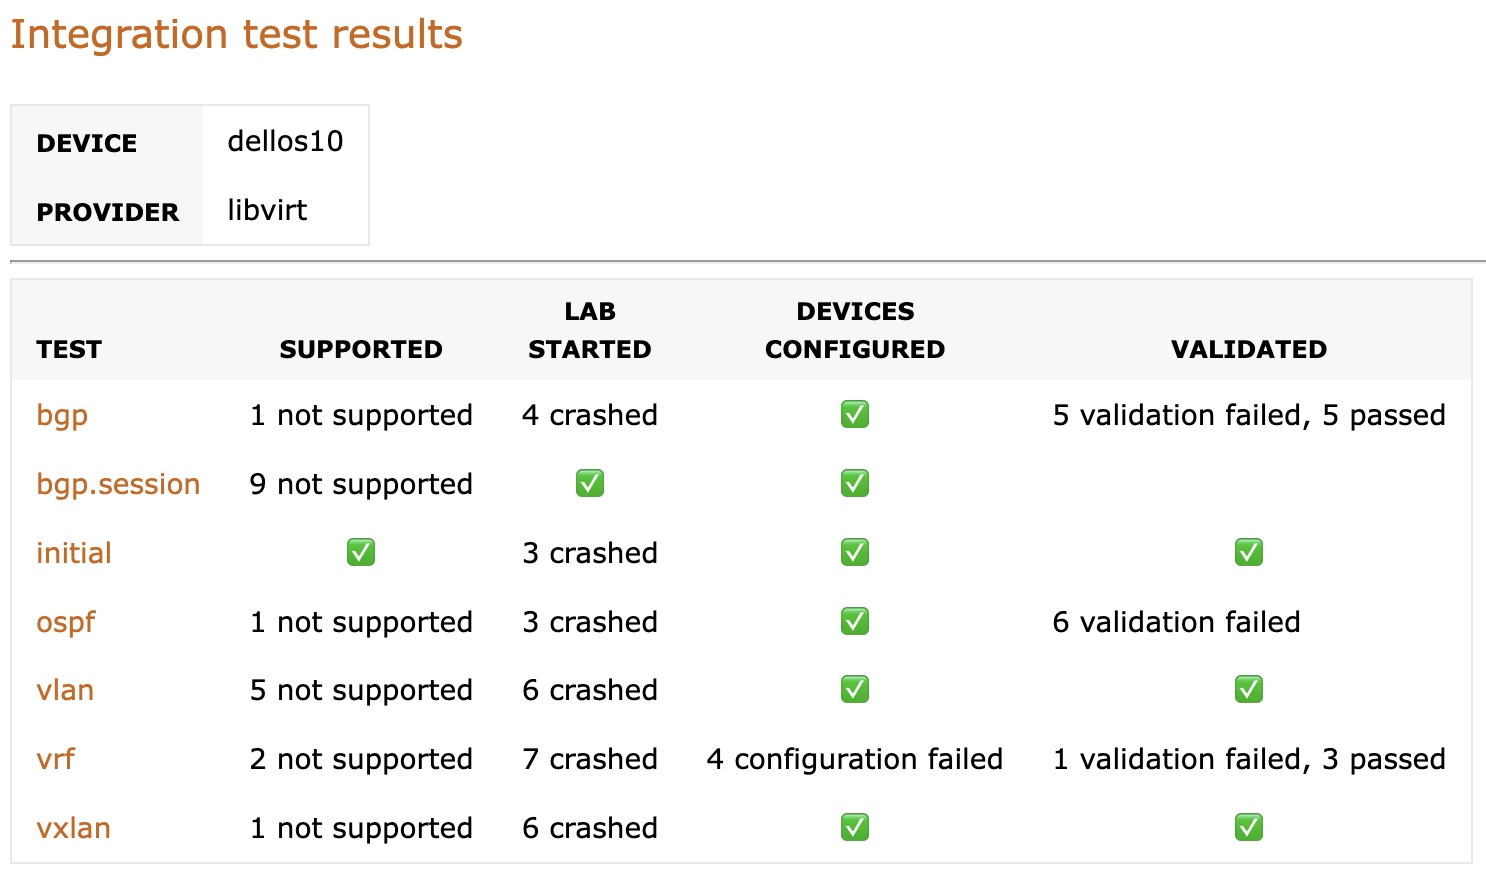 Integration test results
DEVICE dellos10
PROVIDER libvirt
LAB DEVICES
TEST SUPPORTED STARTED CONFIGURED VALIDATED
bgp 1 not supported 4 crashed ✅ 5 validation failed, 5 passed
bgp.session 9 not supported ✅ ✅
initial ✅ 3 crashed ✅ ✅
ospf 1 not supported 3 crashed ✅ 6 validation failed
vlan 5 not supported 6 crashed ✅ ✅
vrf 2 not supported 7 crashed 4 configuration failed 1 validation failed, 3 passed
vxlan 1 not supported 6 crashed ✅ ✅